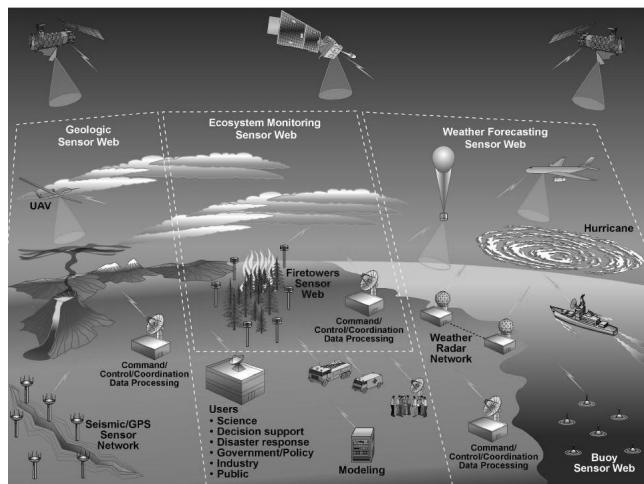 Geologic
Sensor Web
Ecosystem Monitoring
Sensor Web
Weather Forecasting
Sensor Web
UAV
Hurricane
Firetowers
Sensor
Web
Command/
Control/Coordination
Data Processing
Weather
Radar
Network
Command/
Control/Coordination
Data Processing
Seismic/GPS
Sensor
Network
Users
• Science
• Decision support
• Disaster response
• Government/Policy
• Industry
• Public
Modeling
Command/
Control/Coordination
Data Processing
Buoy
Sensor Web